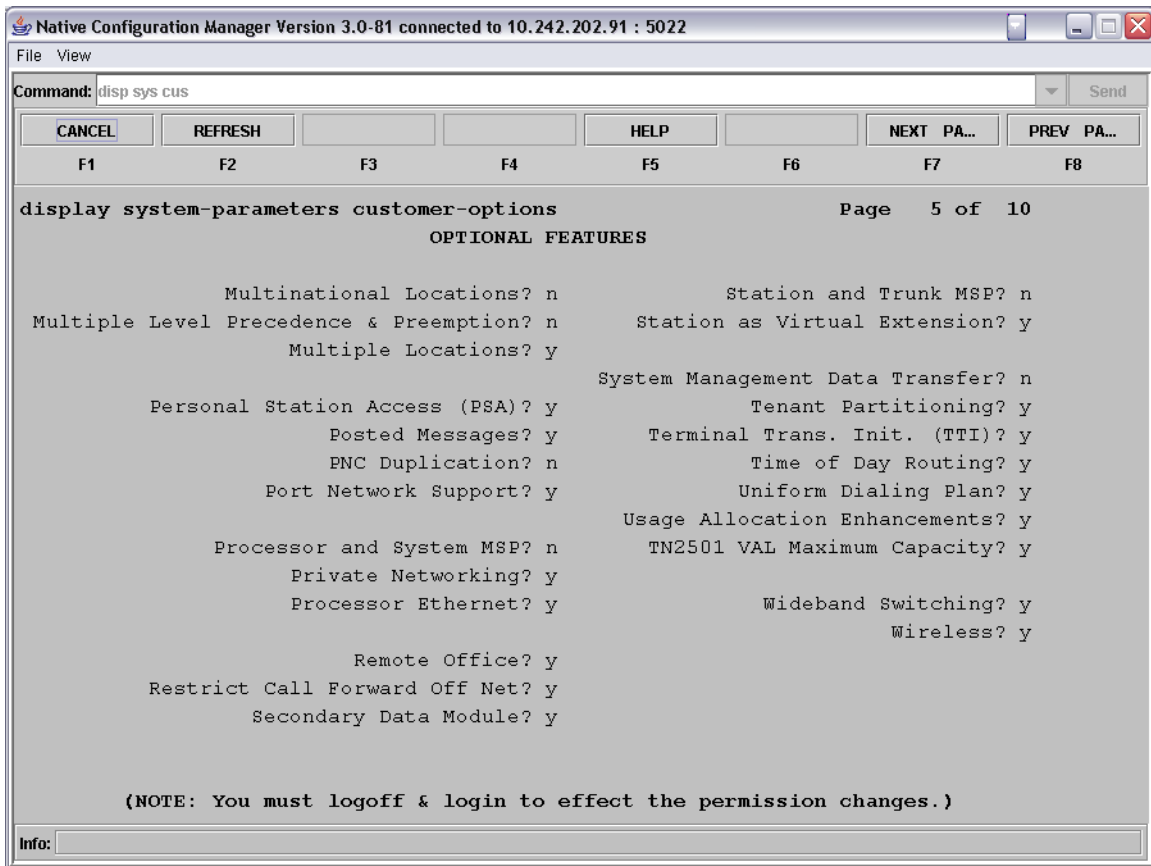 Native Configuration Manager Version 3.0-81 connected to 10.242.202.91 : 5022
File View
Command: disp sys cus Send
CANCEL REFRESH HELP NEXT PA... PREV PA...
F1 F2 F3 F4 F5 F6 F7 F8
display system-parameters customer-options Page 5 of 10
OPTIONAL FEATURES
Multinational Locations? n Station and Trunk MSP? n
Multiple Level Precedence & Preemption? n Station as Virtual Extension? y
Multiple Locations? y
System Management Data Transfer? n
Personal Station Access (PSA)? y Tenant Partitioning? y
Posted Messages? y Terminal Trans. Init. (TTI)? y
PNC Duplication? n Time of Day Routing? y
Port Network Support? y Uniform Dialing Plan? y
Usage Allocation Enhancements? y
Processor and System MSP? n TN2501 VAL Maximum Capacity? y
Private Networking? y
Processor Ethernet? y Wideband Switching? y
Wireless? y
Remote Office? y
Restrict Call Forward Off Net? y
Secondary Data Module? y
(NOTE: You must logoff & login to effect the permission changes.)
Info: